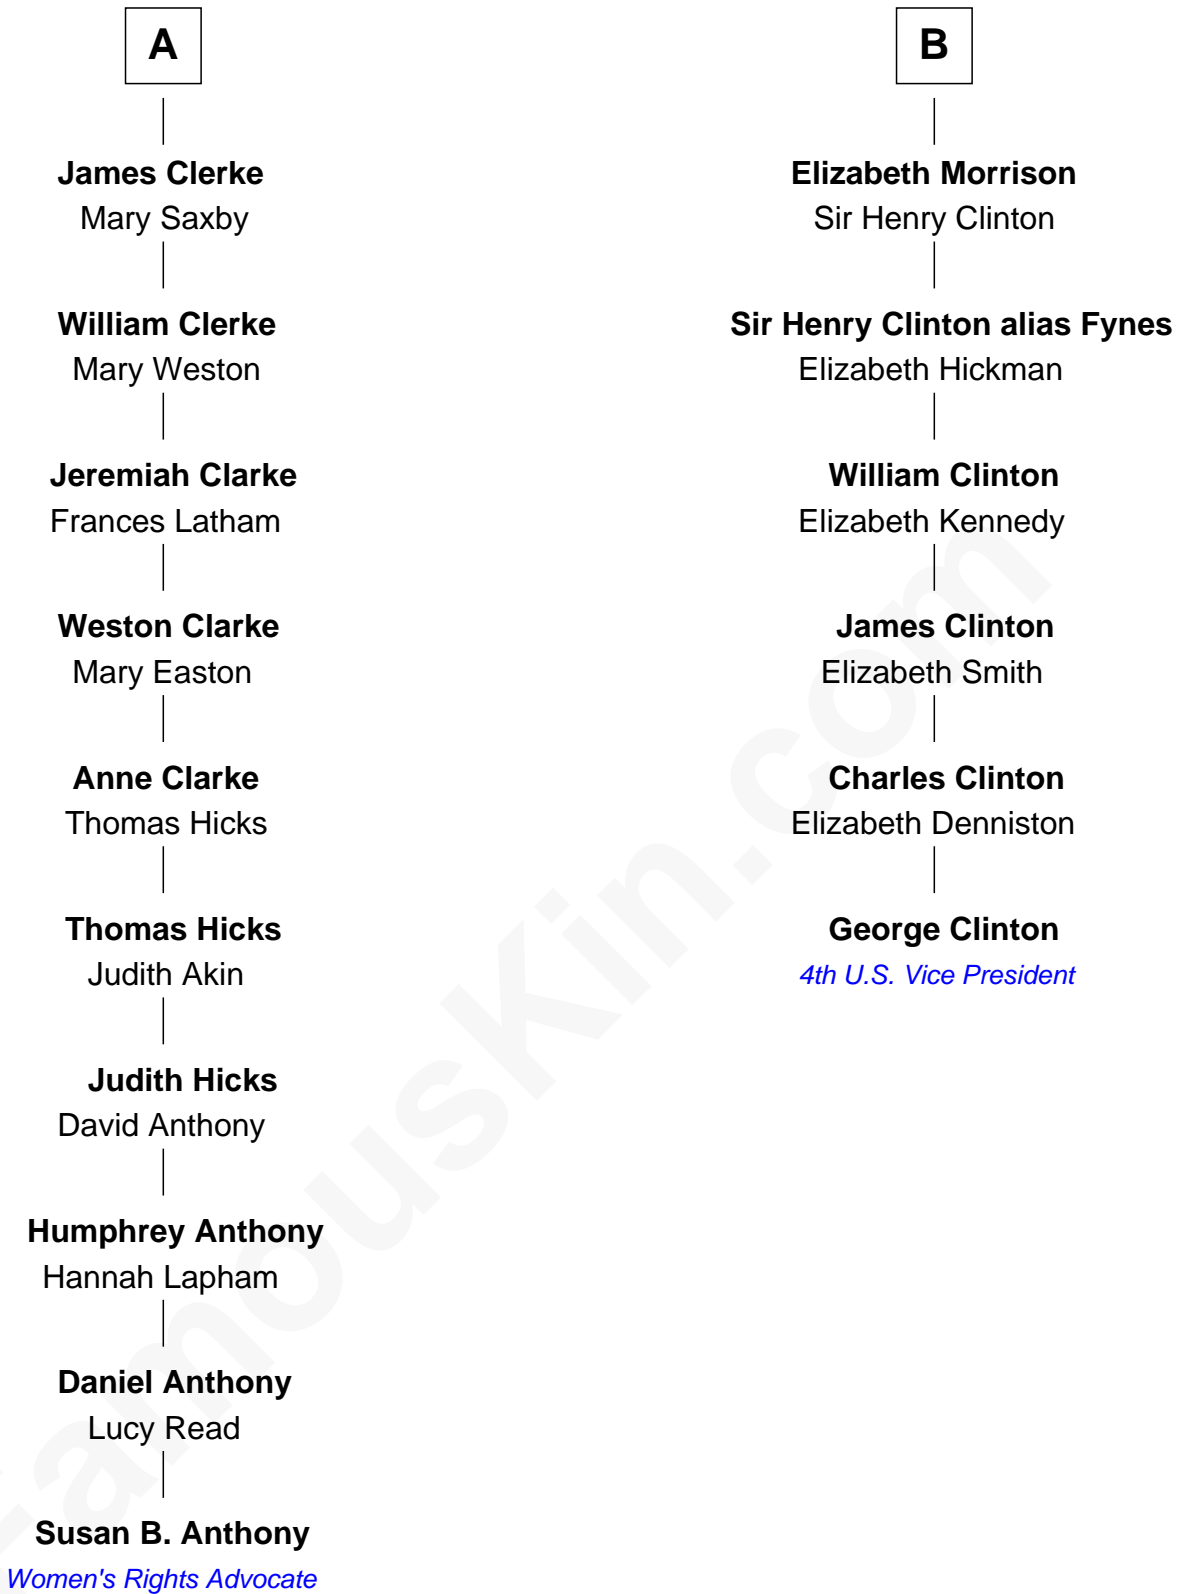 A
James Clerke
Mary Saxby
William Clerke
Mary Weston
Jeremiah Clarke
Frances Latham
Weston Clarke
Mary Easton
Anne Clarke
Thomas Hicks
Thomas Hicks
Judith Akin
Judith Hicks
David Anthony
Humphrey Anthony
Hannah Lapham
Daniel Anthony
Lucy Read
Susan B. Anthony
Women's Rights Advocate
B
Elizabeth Morrison
Sir Henry Clinton
Sir Henry Clinton alias Fynes
Elizabeth Hickman
William Clinton
Elizabeth Kennedy
James Clinton
Elizabeth Smith
Charles Clinton
Elizabeth Denniston
George Clinton
4th U.S. Vice President
FamousKin.com